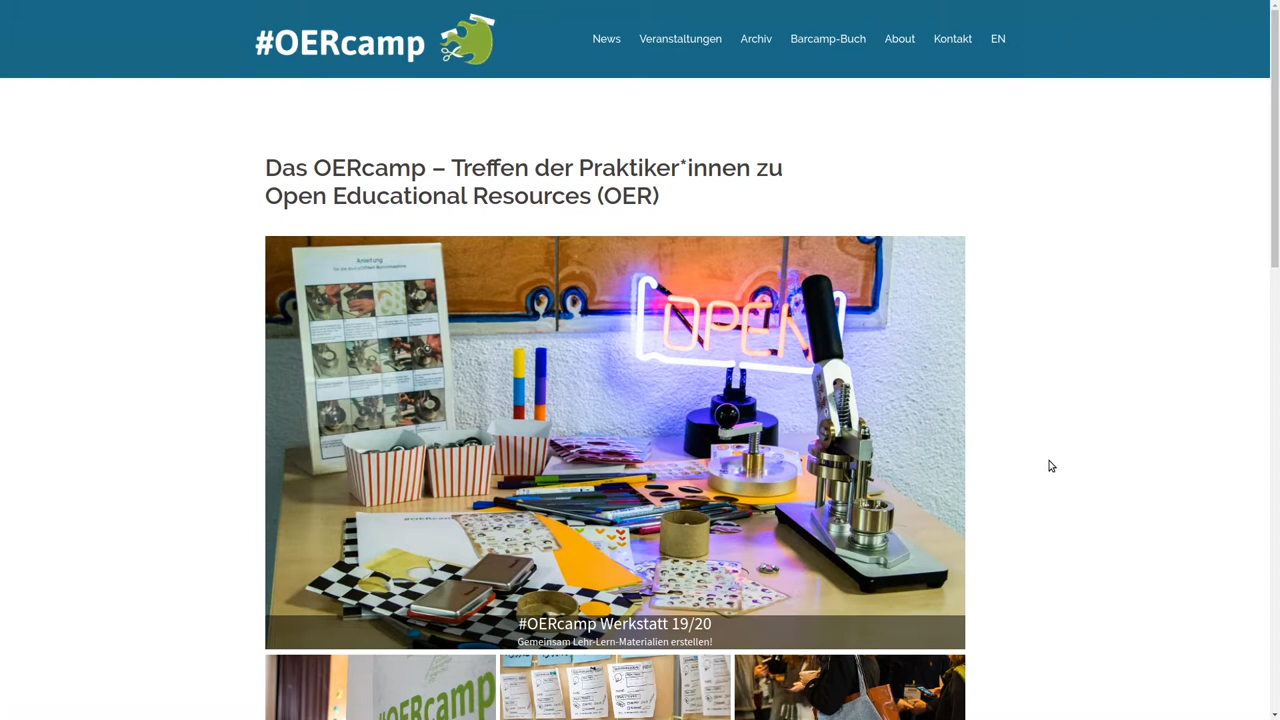 #OERcamp
News
Veranstaltungen
Archiv
Barcamp-Buch
About
Kontakt
EN
Das OERcamp – Treffen der Praktiker*innen zu
Open Educational Resources (OER)
Anleitung
OPEN
#OERcamp
#OERcamp Werkstatt 19/20
Gemeinsam Lehr-Lern-Materialien erstellen!
#OERcamp